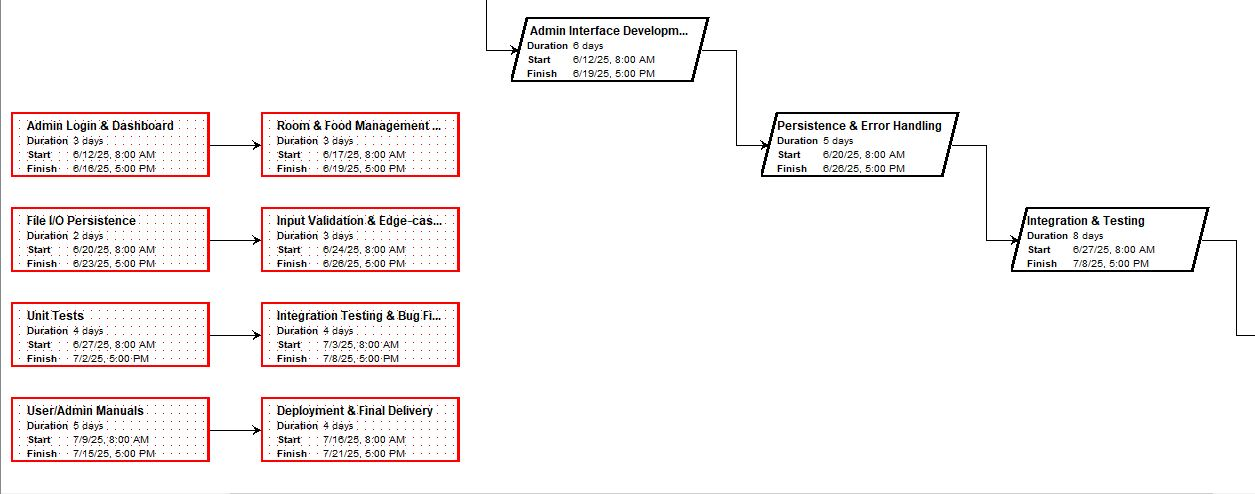 Admin Interface Developm...
Duration 6 days
Start 6/12/25, 8:00 AM
Finish 6/19/25, 5:00 PM
Admin Login & Dashboard
Duration 3 days
Start 6/12/25, 8:00 AM
Finish 6/16/25, 5:00 PM
Room & Food Management ...
Duration 3 days
Start 6/17/25, 8:00 AM
Finish 6/19/25, 5:00 PM
Persistence & Error Handling
Duration 5 days
Start 6/20/25, 8:00 AM
Finish 6/26/25, 5:00 PM
File I/O Persistence
Duration 2 days
Start 6/20/25, 8:00 AM
Finish 6/23/25, 5:00 PM
Input Validation & Edge-cas...
Duration 3 days
Start 6/24/25, 8:00 AM
Finish 6/26/25, 5:00 PM
Integration & Testing
Duration 8 days
Start 6/27/25, 8:00 AM
Finish 7/8/25, 5:00 PM
Unit Tests
Duration 4 days
Start 6/27/25, 8:00 AM
Finish 7/2/25, 5:00 PM
Integration Testing & Bug Fi...
Duration 4 days
Start 7/3/25, 8:00 AM
Finish 7/8/25, 5:00 PM
User/Admin Manuals
Duration 5 days
Start 7/9/25, 8:00 AM
Finish 7/15/25, 5:00 PM
Deployment & Final Delivery
Duration 4 days
Start 7/16/25, 8:00 AM
Finish 7/21/25, 5:00 PM